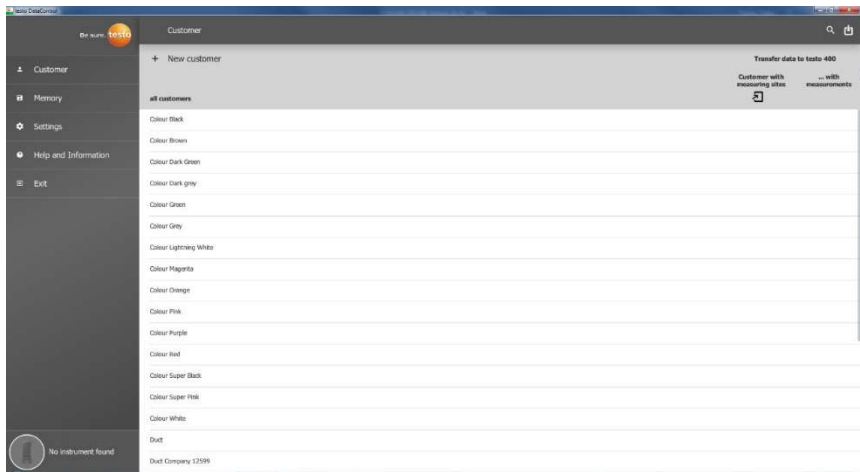 testo DataControl
Be sure. testo
Customer
Customer
Memory
Settings
Help and Information
Exit
No instrument found
+ New customer
Transfer data to testo 400
Customer with
measuring sites
... with
measurements
all customers
Colour Black
Colour Brown
Colour Dark Green
Colour Dark grey
Colour Green
Colour Grey
Colour Lightning White
Colour Magenta
Colour Orange
Colour Pink
Colour Purple
Colour Red
Colour Super Black
Colour Super Pink
Colour White
Duct
Duct Company 12599